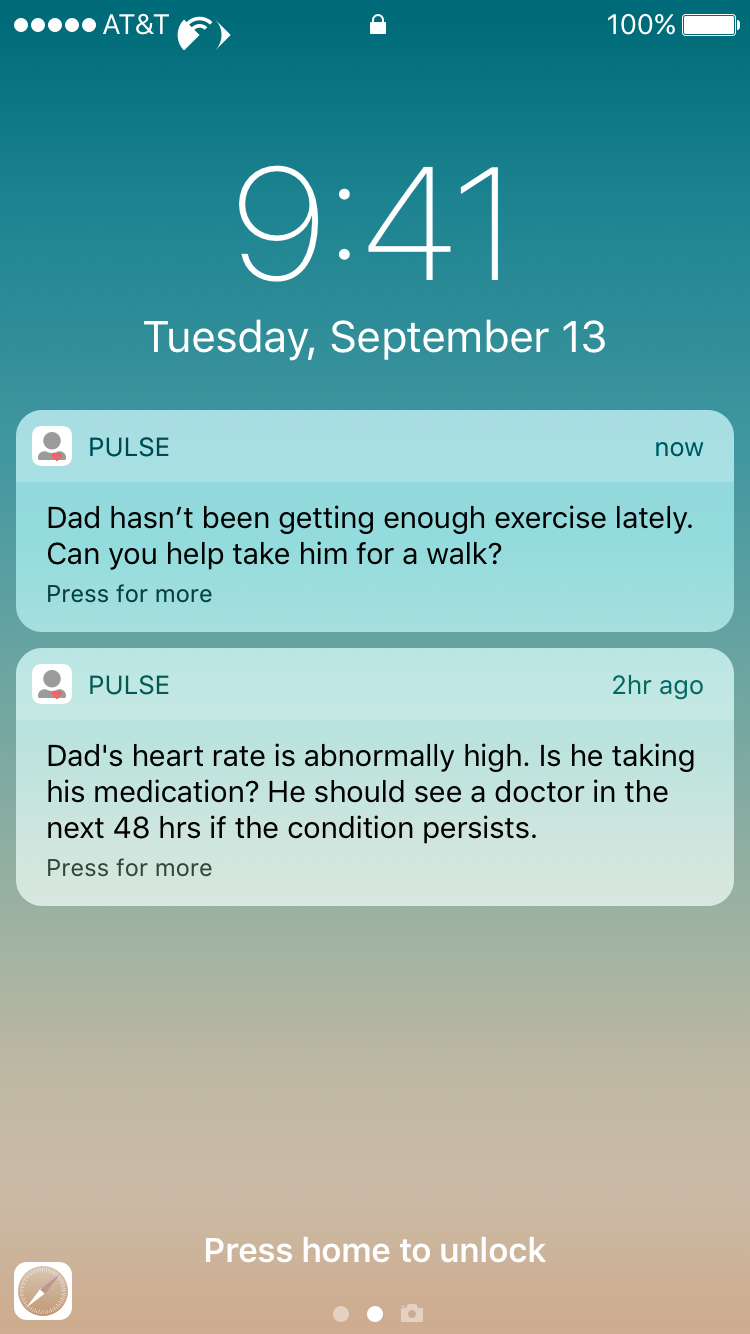 AT&T 100%
9:41
Tuesday, September 13
PULSE now
Dad hasn’t been getting enough exercise lately.
Can you help take him for a walk?
Press for more
PULSE 2hr ago
Dad's heart rate is abnormally high. Is he taking
his medication? He should see a doctor in the
next 48 hrs if the condition persists.
Press for more
Press home to unlock